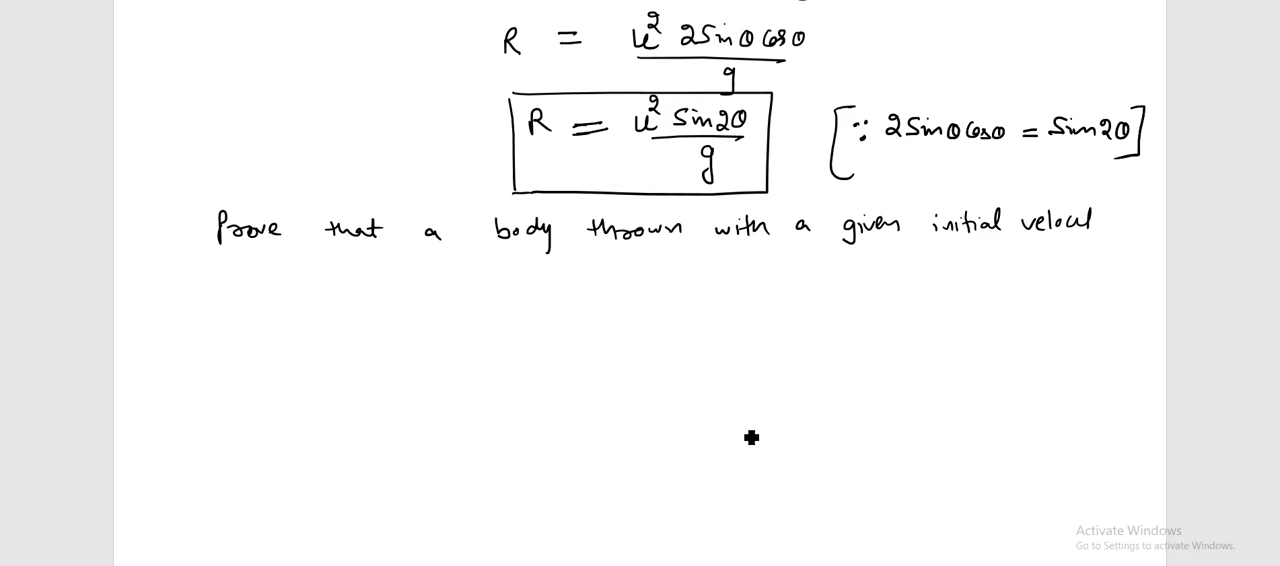 R = u² 2Sinθ Cosθ / g
R = u² Sin2θ / g [∵ 2Sinθ Cosθ = Sin2θ]
Prove that a body thrown with a given initial veloci
Activate Windows
Go to Settings to activate Windows.